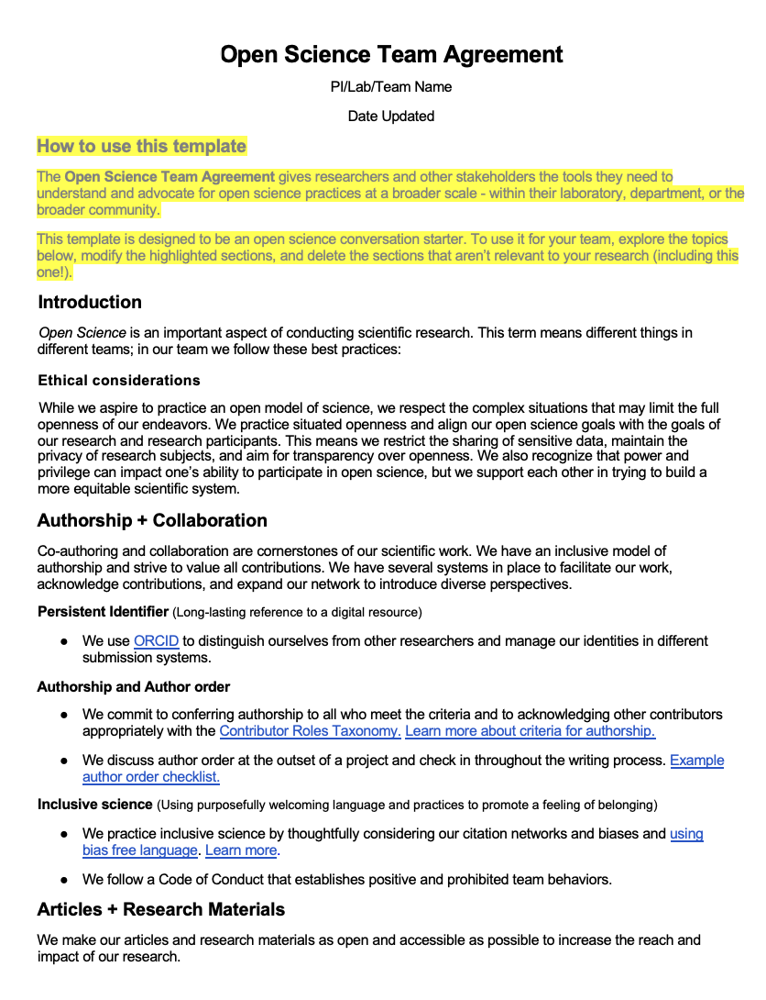 Open Science Team Agreement
PI/Lab/Team Name
Date Updated
How to use this template
The Open Science Team Agreement gives researchers and other stakeholders the tools they need to
understand and advocate for open science practices at a broader scale - within their laboratory, department, or the
broader community.
This template is designed to be an open science conversation starter. To use it for your team, explore the topics
below, modify the highlighted sections, and delete the sections that aren’t relevant to your research (including this
one!).
Introduction
Open Science is an important aspect of conducting scientific research. This term means different things in
different teams; in our team we follow these best practices:
Ethical considerations
While we aspire to practice an open model of science, we respect the complex situations that may limit the full
openness of our endeavors. We practice situated openness and align our open science goals with the goals of
our research and research participants. This means we restrict the sharing of sensitive data, maintain the
privacy of research subjects, and aim for transparency over openness. We also recognize that power and
privilege can impact one’s ability to participate in open science, but we support each other in trying to build a
more equitable scientific system.
Authorship + Collaboration
Co-authoring and collaboration are cornerstones of our scientific work. We have an inclusive model of
authorship and strive to value all contributions. We have several systems in place to facilitate our work,
acknowledge contributions, and expand our network to introduce diverse perspectives.
Persistent Identifier (Long-lasting reference to a digital resource)
● We use ORCID to distinguish ourselves from other researchers and manage our identities in different
submission systems.
Authorship and Author order
● We commit to conferring authorship to all who meet the criteria and to acknowledging other contributors
appropriately with the Contributor Roles Taxonomy. Learn more about criteria for authorship.
● We discuss author order at the outset of a project and check in throughout the writing process. Example
author order checklist.
Inclusive science (Using purposefully welcoming language and practices to promote a feeling of belonging)
● We practice inclusive science by thoughtfully considering our citation networks and biases and using
bias free language. Learn more.
● We follow a Code of Conduct that establishes positive and prohibited team behaviors.
Articles + Research Materials
We make our articles and research materials as open and accessible as possible to increase the reach and
impact of our research.